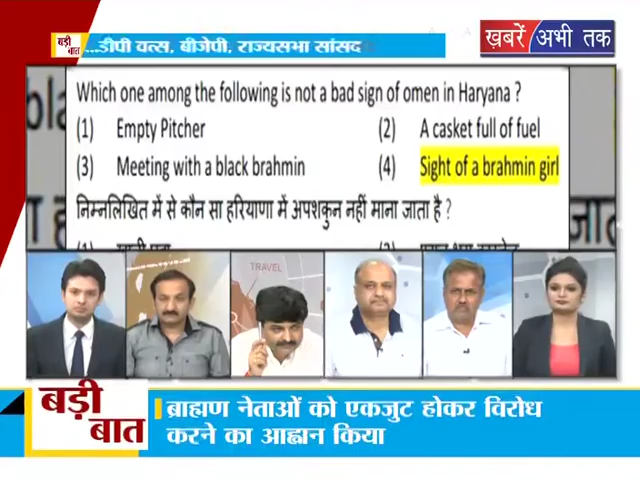 बड़ी
बात
डीपी वत्स, बीजेपी, राज्यसभा सांसद
ख़बरें अभी तक
Which one among the following is not a bad sign of omen in Haryana ?
(1) Empty Pitcher (2) A casket full of fuel
(3) Meeting with a black brahmin (4) Sight of a brahmin girl
निम्नलिखित में से कौन सा हरियाणा में अपशकुन नहीं माना जाता है ?
TRAVEL
बड़ी
बात
ब्राह्मण नेताओं को एकजुट होकर विरोध
करने का आह्वान किया